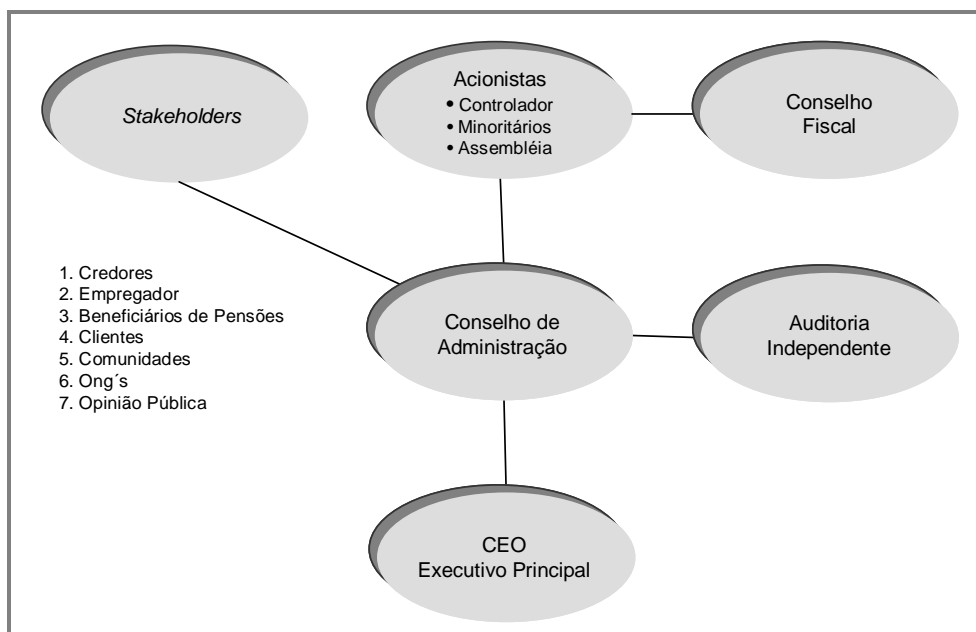 Stakeholders
Acionistas
• Controlador
• Minoritários
• Assembléia
Conselho
Fiscal
1. Credores
2. Empregador
3. Beneficiários de Pensões
4. Clientes
5. Comunidades
6. Ong´s
7. Opinião Pública
Conselho de
Administração
Auditoria
Independente
CEO
Executivo Principal